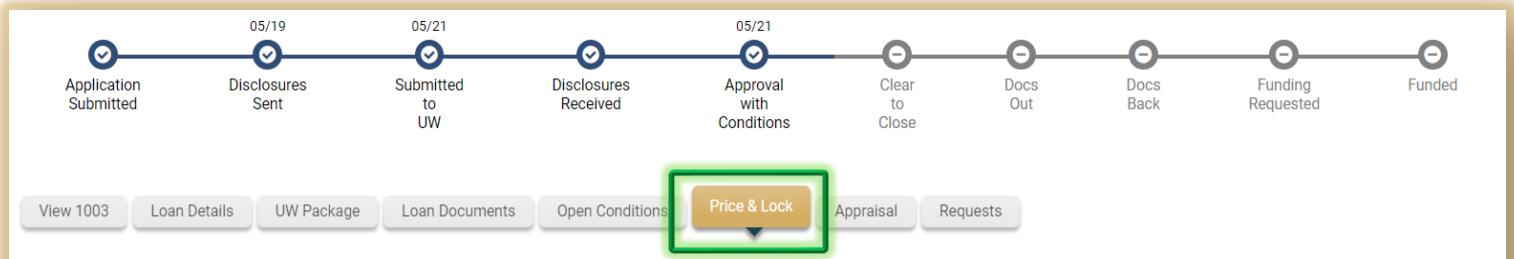 05/19 05/21 05/21
Application Disclosures Submitted Disclosures Approval Clear Docs Docs Funding Funded
Submitted Sent to Received with to Out Back Requested
UW Conditions Close
View 1003 Loan Details UW Package Loan Documents Open Conditions Price & Lock Appraisal Requests